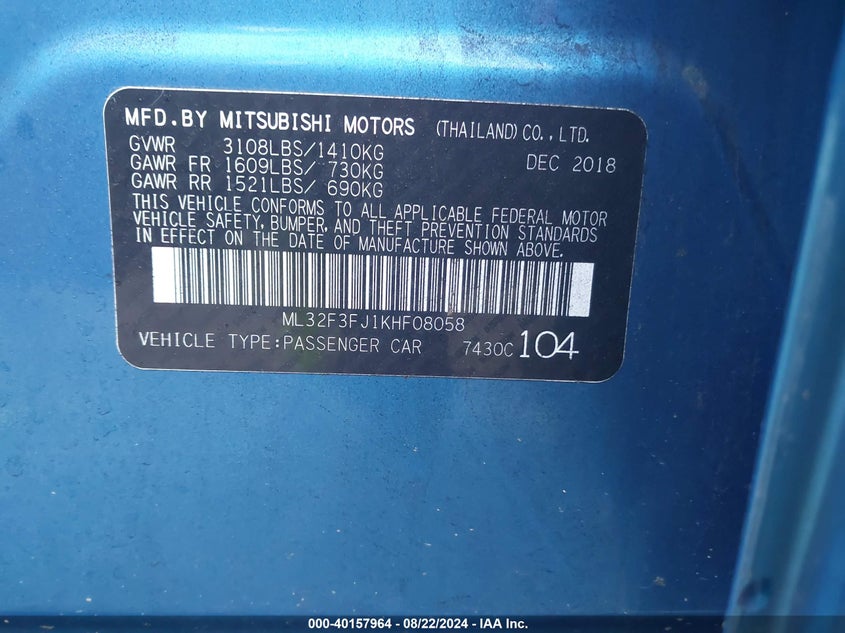 MFD.BY MITSUBISHI MOTORS (THAILAND)CO.,LTD.
GVWR 3108LBS/1410KG
GAWR FR 1609LBS/ 730KG DEC 2018
GAWR RR 1521LBS/ 690KG
THIS VEHICLE CONFORMS TO ALL APPLICABLE FEDERAL MOTOR
VEHICLE SAFETY, BUMPER, AND THEFT PREVENTION STANDARDS
IN EFFECT ON THE DATE OF MANUFACTURE SHOWN ABOVE.
ML32F3FJ1KHF08058
VEHICLE TYPE:PASSENGER CAR 7430C 104
000-40157964 - 08/22/2024 - IAA Inc.